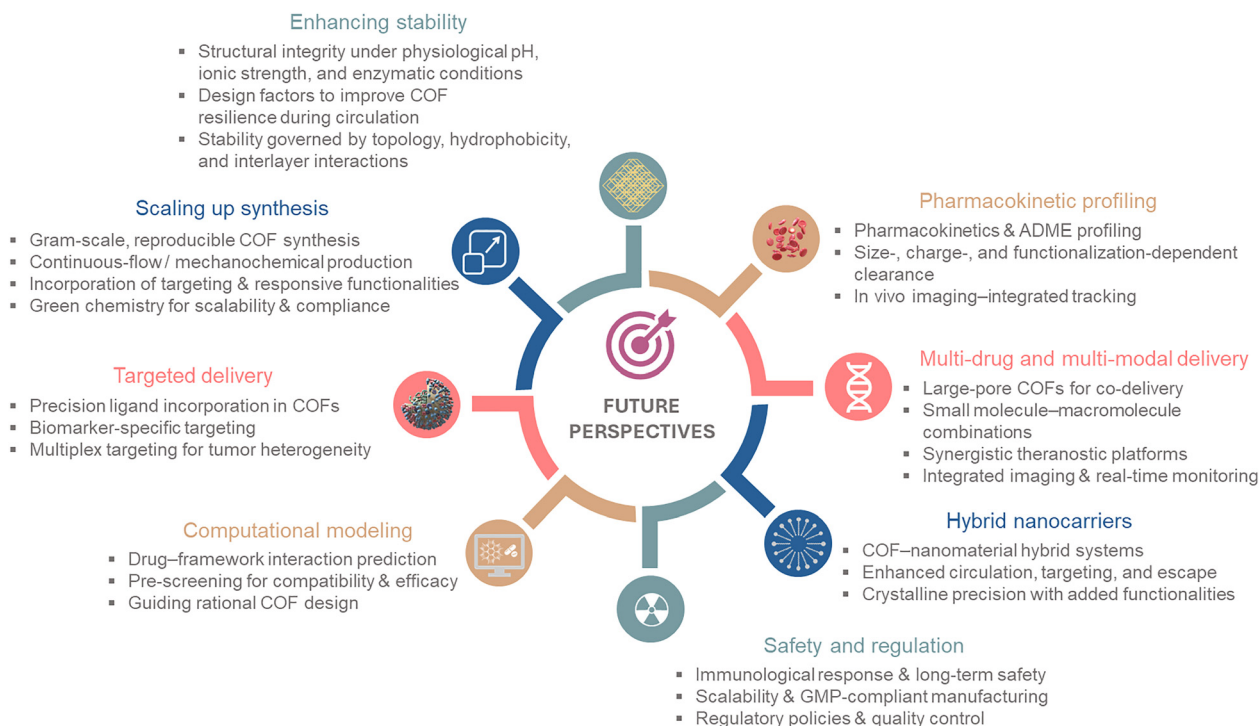 Enhancing stability
▪ Structural integrity under physiological pH,
ionic strength, and enzymatic conditions
▪ Design factors to improve COF
resilience during circulation
▪ Stability governed by topology, hydrophobicity,
and interlayer interactions
Scaling up synthesis
▪ Gram-scale, reproducible COF synthesis
▪ Continuous-flow / mechanochemical production
▪ Incorporation of targeting & responsive functionalities
▪ Green chemistry for scalability & compliance
Targeted delivery
▪ Precision ligand incorporation in COFs
▪ Biomarker-specific targeting
▪ Multiplex targeting for tumor heterogeneity
Computational modeling
▪ Drug–framework interaction prediction
▪ Pre-screening for compatibility & efficacy
▪ Guiding rational COF design
FUTURE
PERSPECTIVES
Pharmacokinetic profiling
▪ Pharmacokinetics & ADME profiling
▪ Size-, charge-, and functionalization-dependent
clearance
▪ In vivo imaging–integrated tracking
Multi-drug and multi-modal delivery
▪ Large-pore COFs for co-delivery
▪ Small molecule–macromolecule
combinations
▪ Synergistic theranostic platforms
▪ Integrated imaging & real-time monitoring
Hybrid nanocarriers
▪ COF–nanomaterial hybrid systems
▪ Enhanced circulation, targeting, and escape
▪ Crystalline precision with added functionalities
Safety and regulation
▪ Immunological response & long-term safety
▪ Scalability & GMP-compliant manufacturing
▪ Regulatory policies & quality control